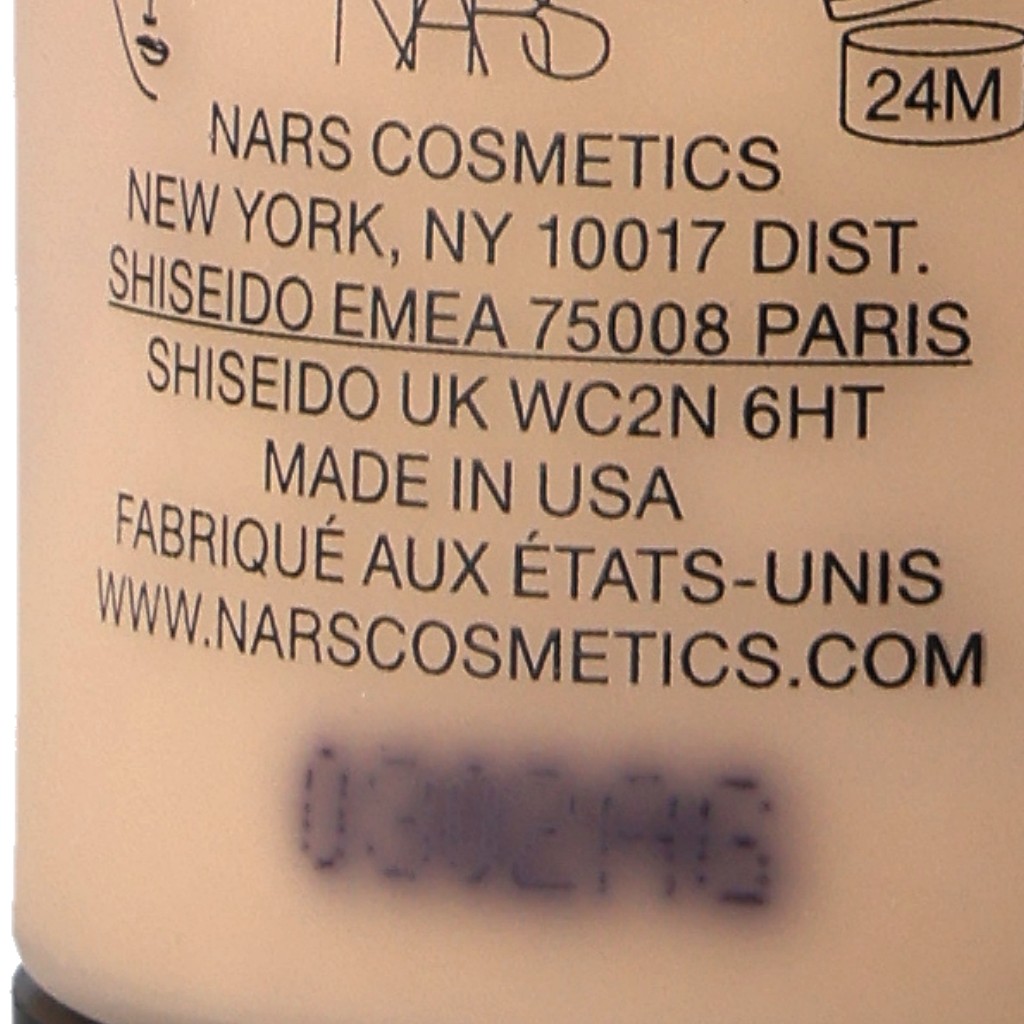 NARS
24M
NARS COSMETICS
NEW YORK, NY 10017 DIST.
SHISEIDO EMEA 75008 PARIS
SHISEIDO UK WC2N 6HT
MADE IN USA
FABRIQUÉ AUX ÉTATS-UNIS
WWW.NARSCOSMETICS.COM